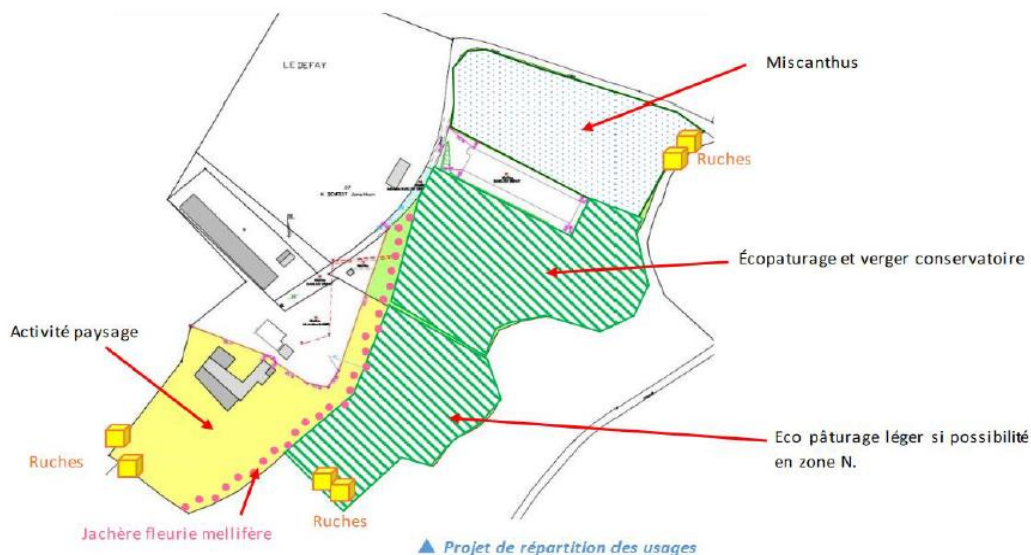 LE DEFAY
Miscanthus
Ruches
Écopaturage et verger conservatoire
Activité paysage
Eco pâturage léger si possibilité
en zone N.
Ruches
Ruches
Jachère fleurie mellifère
▲ Projet de répartition des usages